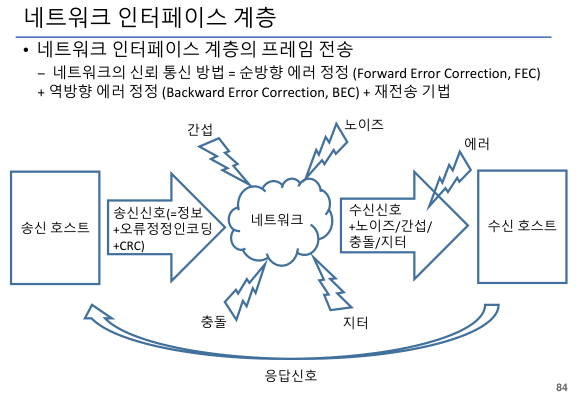 네트워크 인터페이스 계층
• 네트워크 인터페이스 계층의 프레임 전송
– 네트워크의 신뢰 통신 방법 = 순방향 에러 정정 (Forward Error Correction, FEC)
+ 역방향 에러 정정 (Backward Error Correction, BEC) + 재전송 기법
간섭
노이즈
에러
송신 호스트
송신신호(=정보
+오류정정인코딩
+CRC)
네트워크
수신신호
+노이즈/간섭/
충돌/지터
수신 호스트
충돌
지터
응답신호
84